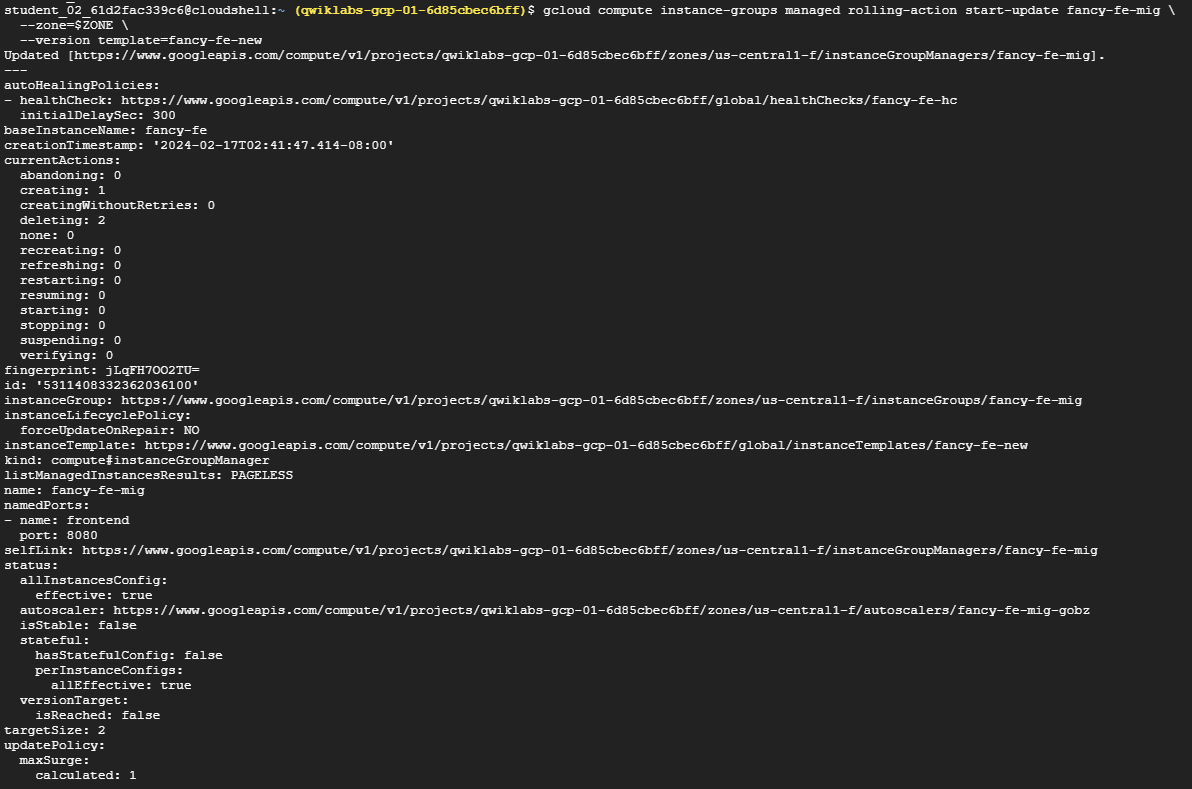 student_02_61d2fac339c6@cloudshell:~ (qwiklabs-gcp-01-6d85cbec6bff)$ gcloud compute instance-groups managed rolling-action start-update fancy-fe-mig \
  --zone=$ZONE \
  --version template=fancy-fe-new
Updated [https://www.googleapis.com/compute/v1/projects/qwiklabs-gcp-01-6d85cbec6bff/zones/us-central1-f/instanceGroupManagers/fancy-fe-mig].
---
autoHealingPolicies:
- healthCheck: https://www.googleapis.com/compute/v1/projects/qwiklabs-gcp-01-6d85cbec6bff/global/healthChecks/fancy-fe-hc
  initialDelaySec: 300
baseInstanceName: fancy-fe
creationTimestamp: '2024-02-17T02:41:47.414-08:00'
currentActions:
  abandoning: 0
  creating: 1
  creatingWithoutRetries: 0
  deleting: 2
  none: 0
  recreating: 0
  refreshing: 0
  restarting: 0
  resuming: 0
  starting: 0
  stopping: 0
  suspending: 0
  verifying: 0
fingerprint: jLqFH7OO2TU=
id: '5311408332362036100'
instanceGroup: https://www.googleapis.com/compute/v1/projects/qwiklabs-gcp-01-6d85cbec6bff/zones/us-central1-f/instanceGroups/fancy-fe-mig
instanceLifecyclePolicy:
  forceUpdateOnRepair: NO
instanceTemplate: https://www.googleapis.com/compute/v1/projects/qwiklabs-gcp-01-6d85cbec6bff/global/instanceTemplates/fancy-fe-new
kind: compute#instanceGroupManager
listManagedInstancesResults: PAGELESS
name: fancy-fe-mig
namedPorts:
- name: frontend
  port: 8080
selfLink: https://www.googleapis.com/compute/v1/projects/qwiklabs-gcp-01-6d85cbec6bff/zones/us-central1-f/instanceGroupManagers/fancy-fe-mig
status:
  allInstancesConfig:
    effective: true
  autoscaler: https://www.googleapis.com/compute/v1/projects/qwiklabs-gcp-01-6d85cbec6bff/zones/us-central1-f/autoscalers/fancy-fe-mig-gobz
  isStable: false
  stateful:
    hasStatefulConfig: false
    perInstanceConfigs:
      allEffective: true
  versionTarget:
    isReached: false
targetSize: 2
updatePolicy:
  maxSurge:
    calculated: 1